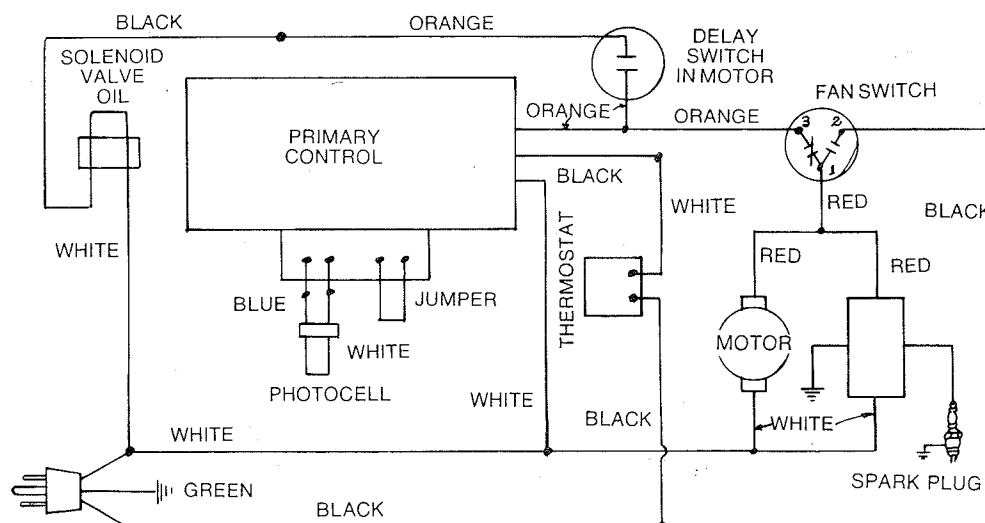 BLACK
ORANGE
DELAY
SWITCH
IN MOTOR
SOLENOID
VALVE
OIL
FAN SWITCH
ORANGE
ORANGE
3 2
1
PRIMARY
CONTROL
BLACK
WHITE
RED
BLACK
WHITE
THERMOSTAT
RED
RED
BLUE
JUMPER
WHITE
MOTOR
PHOTOCELL
WHITE
BLACK
WHITE
WHITE
SPARK PLUG
GREEN
BLACK